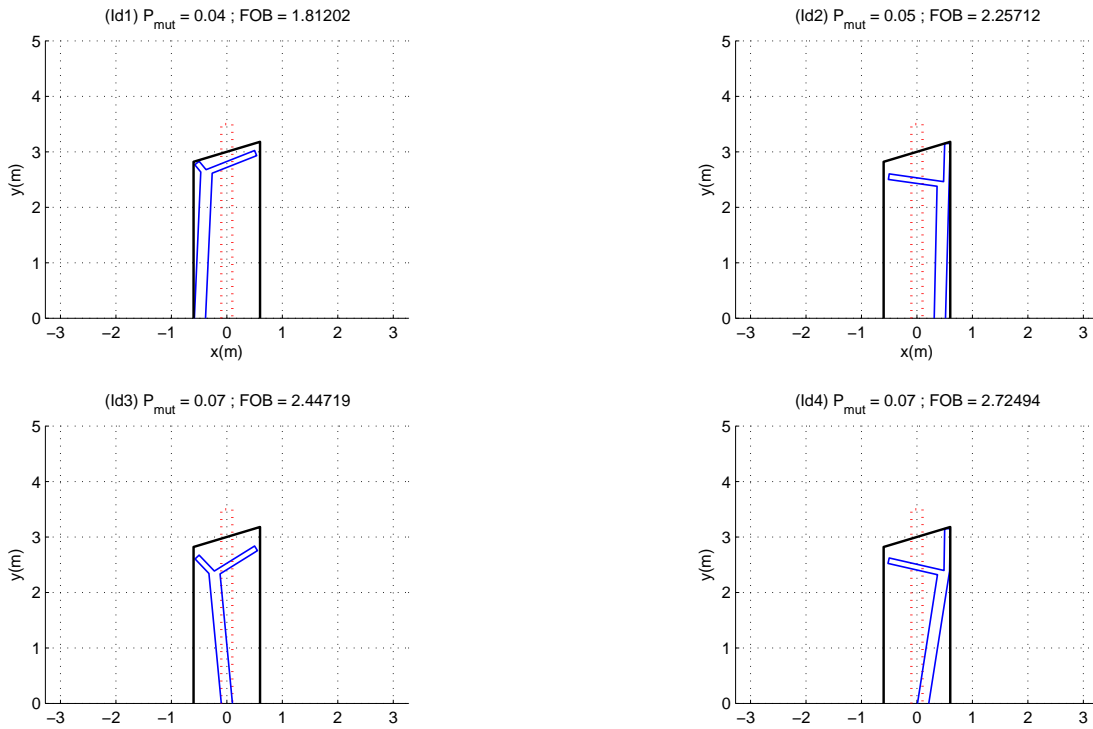 (Id1) P_mut = 0.04 ; FOB = 1.81202
5
4
3
2
1
0
y(m)
−3 −2 −1 0 1 2 3
x(m)
(Id2) P_mut = 0.05 ; FOB = 2.25712
5
4
3
2
1
0
y(m)
−3 −2 −1 0 1 2 3
x(m)
(Id3) P_mut = 0.07 ; FOB = 2.44719
5
4
3
2
1
0
y(m)
−3 −2 −1 0 1 2 3
(Id4) P_mut = 0.07 ; FOB = 2.72494
5
4
3
2
1
0
y(m)
−3 −2 −1 0 1 2 3